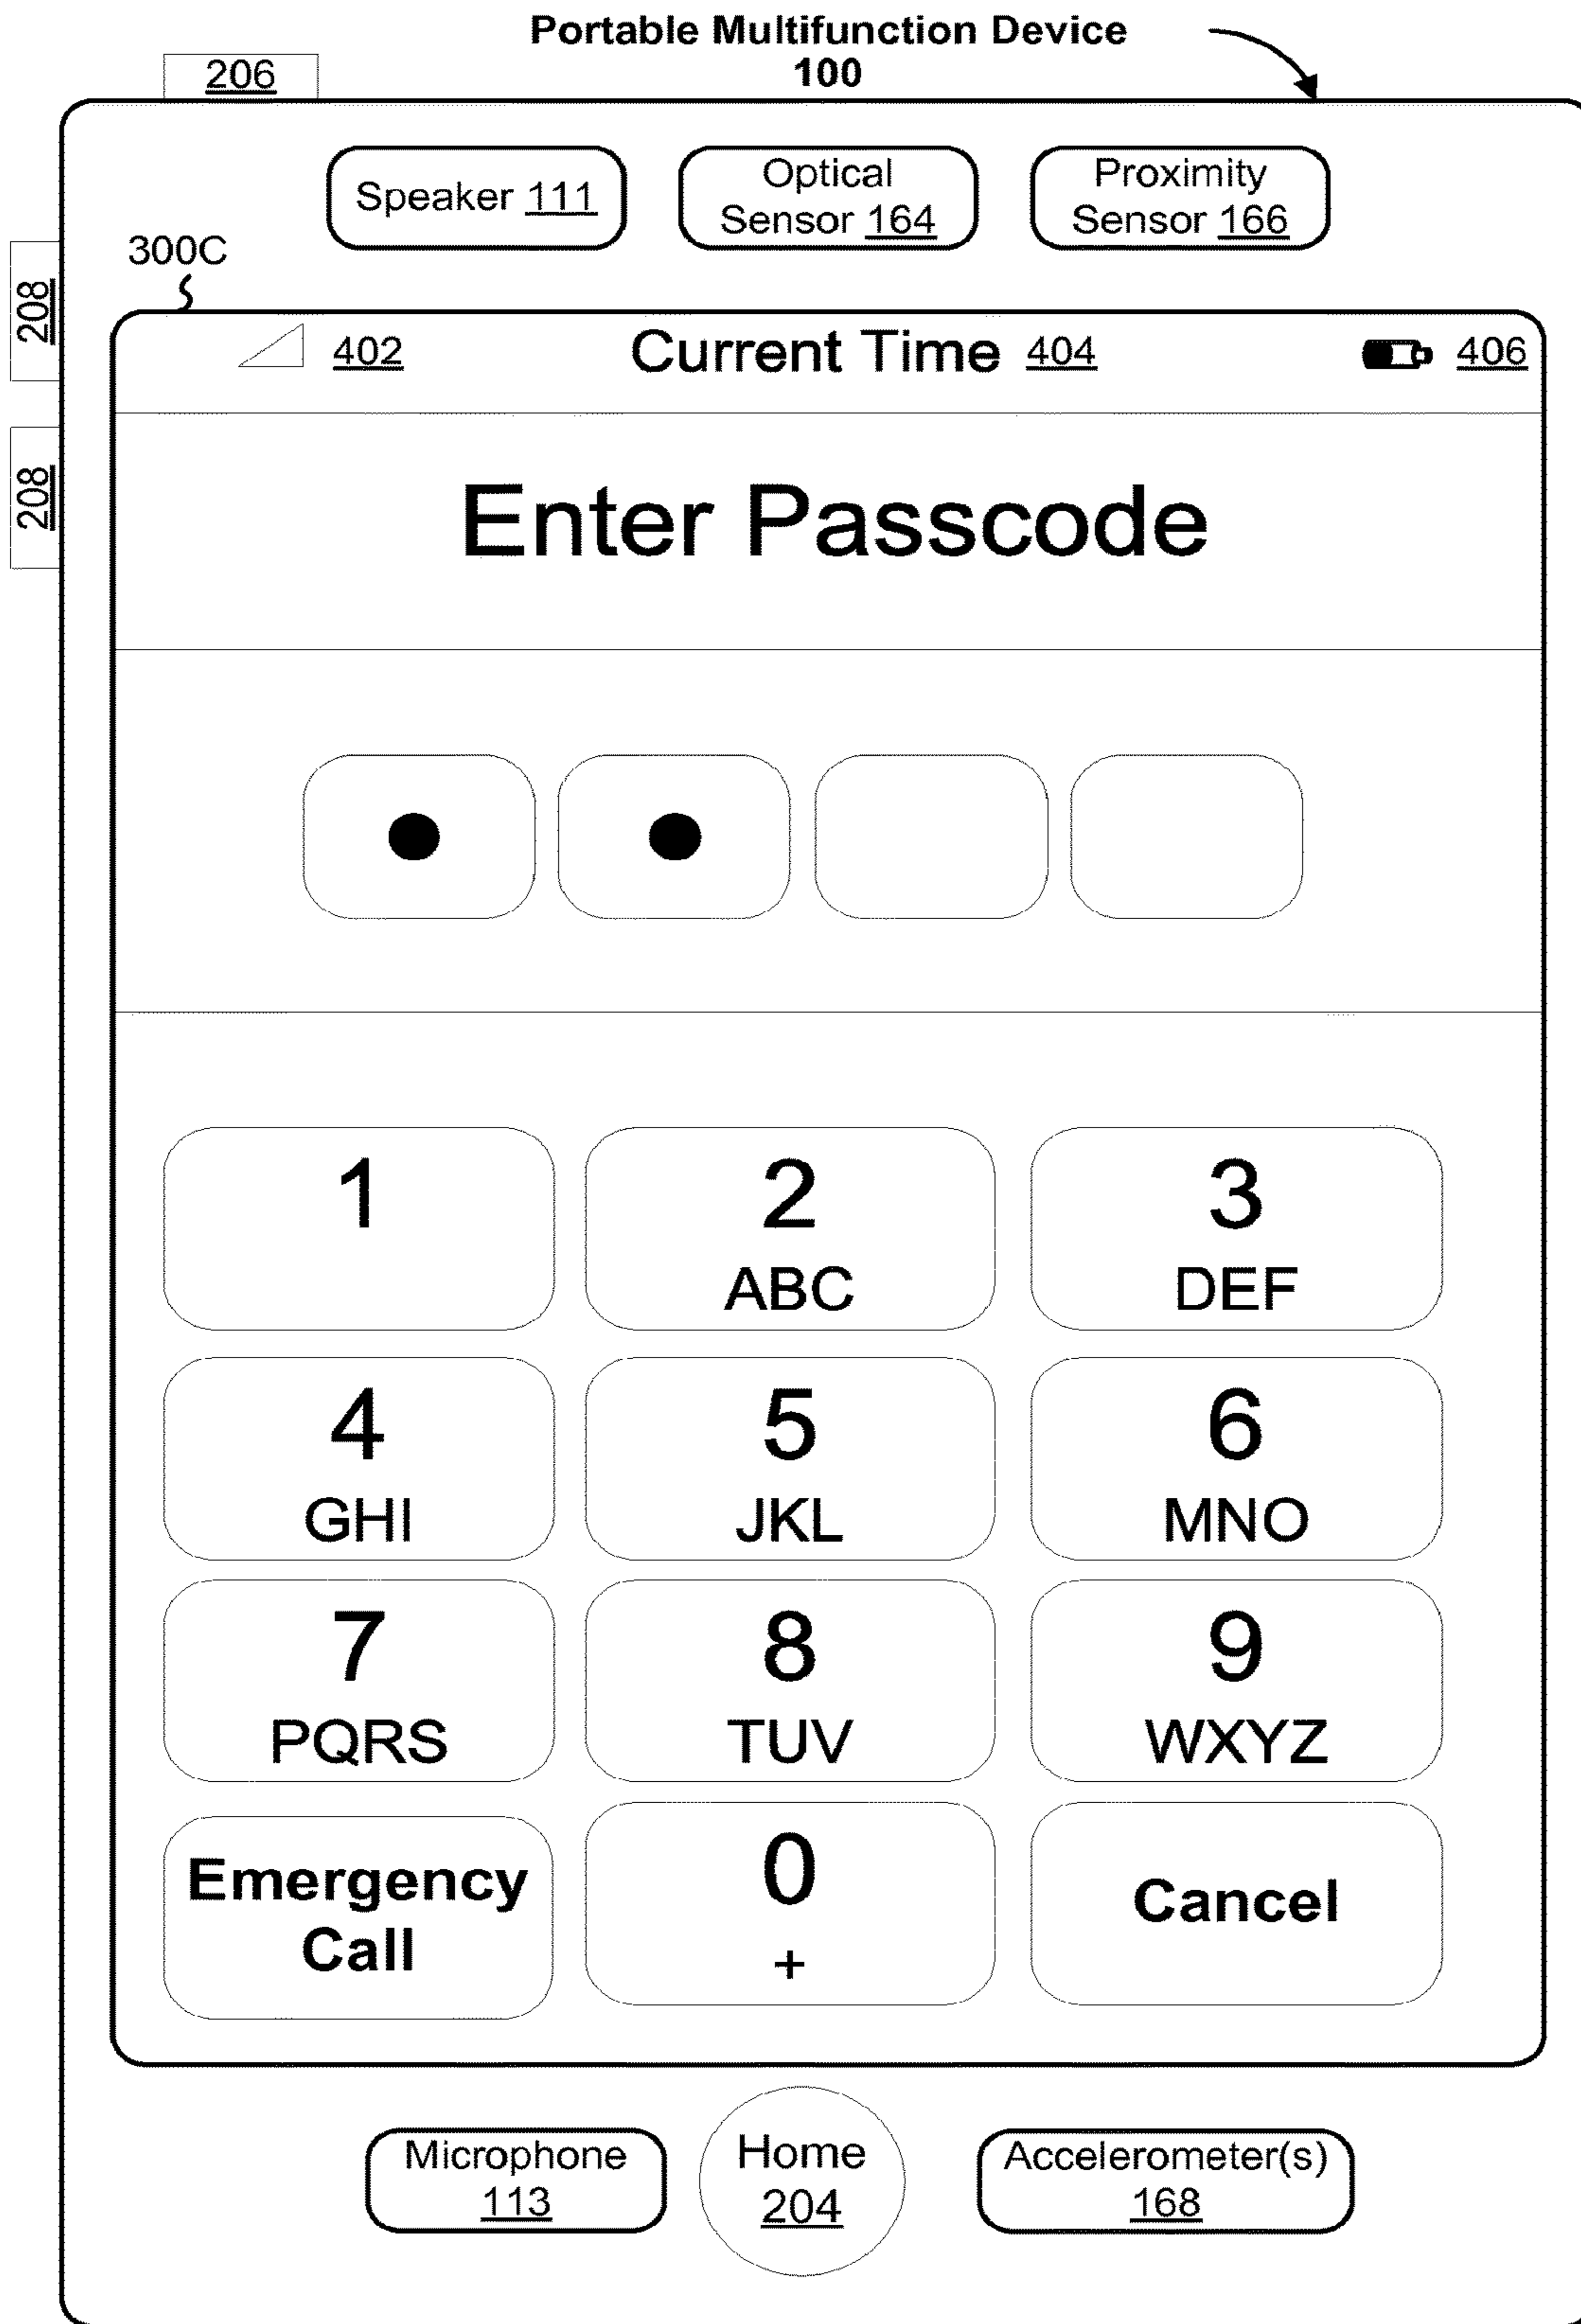 Portable Multifunction Device
100
206
Speaker 111
Optical
Sensor 164
Proximity
Sensor 166
300C
208
208
402
Current Time 404
406
Enter Passcode
1
2
ABC
3
DEF
4
GHI
5
JKL
6
MNO
7
PQRS
8
TUV
9
WXYZ
Emergency
Call
0
+
Cancel
Microphone
113
Home
204
Accelerometer(s)
168